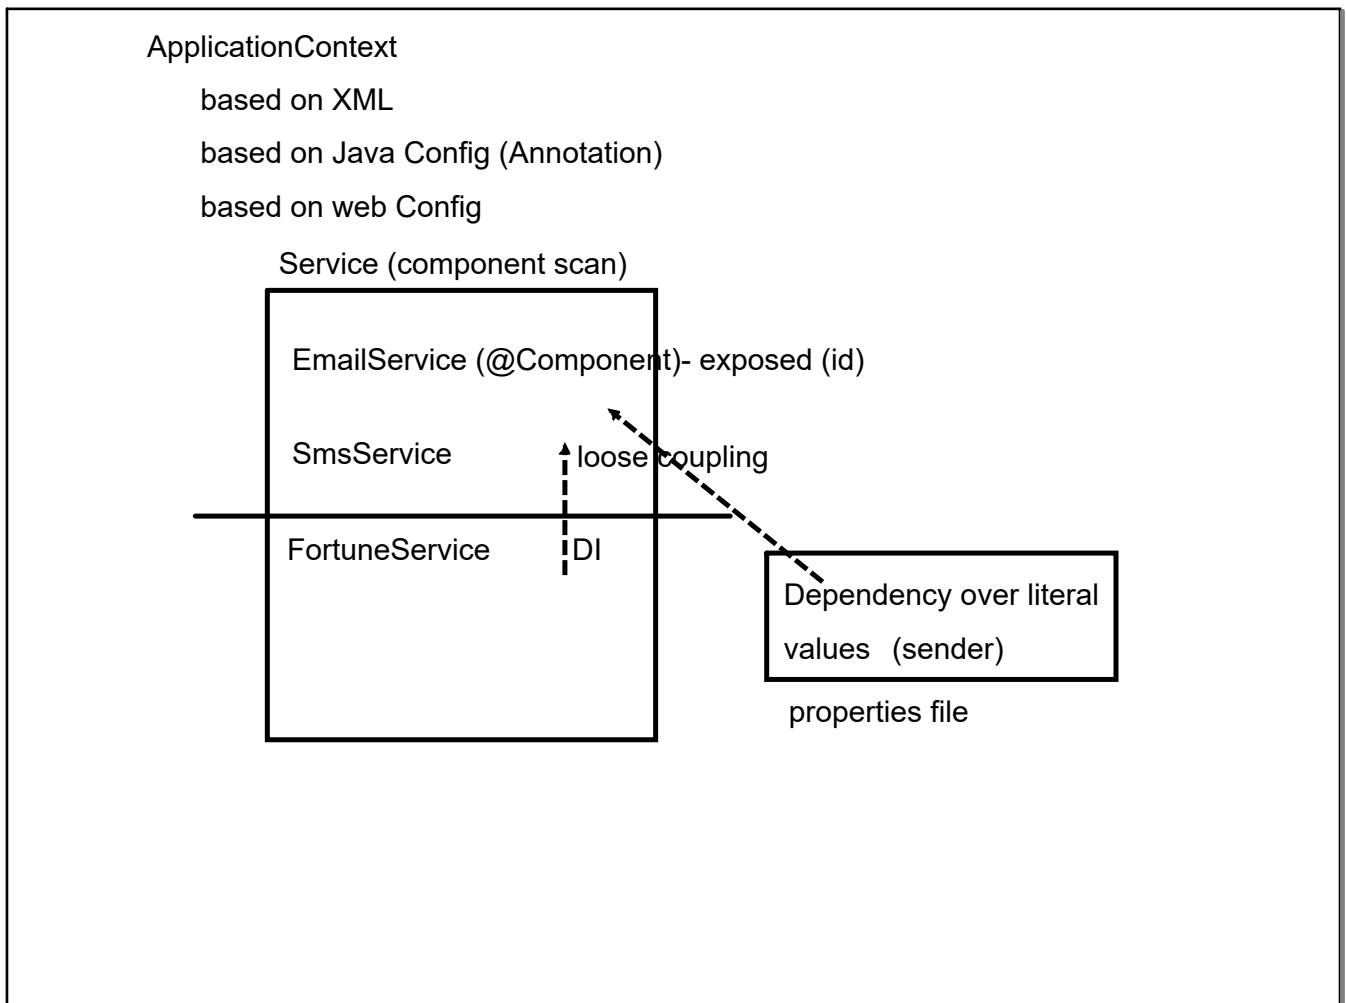 ApplicationContext
based on XML
based on Java Config (Annotation)
based on web Config
Service (component scan)
EmailService (@Component)- exposed (id)
SmsService
loose coupling
FortuneService
DI
Dependency over literal
values (sender)
properties file